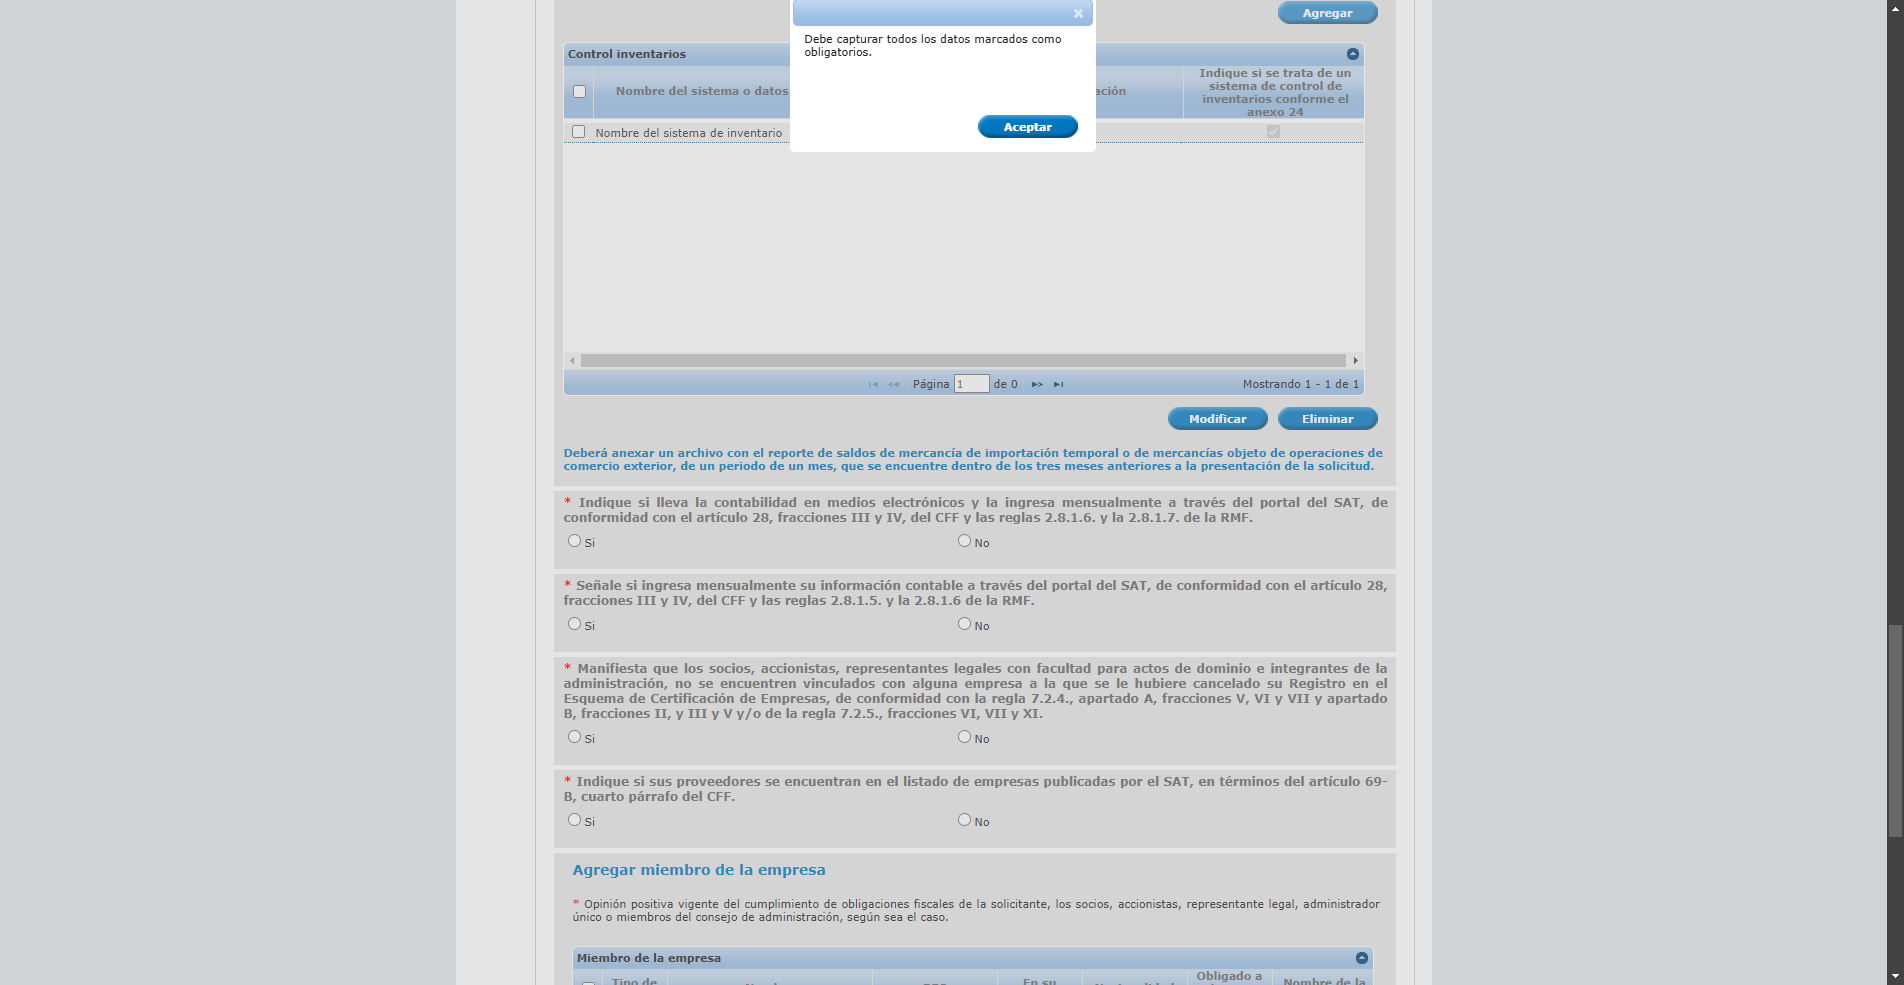 Agregar
Debe capturar todos los datos marcados como
obligatorios.
Aceptar
Control inventarios
Nombre del sistema o datos
ación
Indique si se trata de un
sistema de control de
inventarios conforme el
anexo 24
Nombre del sistema de inventario
Página 1 de 0
Mostrando 1 - 1 de 1
Modificar
Eliminar
Deberá anexar un archivo con el reporte de saldos de mercancía de importación temporal o de mercancías objeto de operaciones de
comercio exterior, de un periodo de un mes, que se encuentre dentro de los tres meses anteriores a la presentación de la solicitud.
* Indique si lleva la contabilidad en medios electrónicos y la ingresa mensualmente a través del portal del SAT, de
conformidad con el artículo 28, fracciones III y IV, del CFF y las reglas 2.8.1.6. y la 2.8.1.7. de la RMF.
Si
No
* Señale si ingresa mensualmente su información contable a través del portal del SAT, de conformidad con el artículo 28,
fracciones III y IV, del CFF y las reglas 2.8.1.5. y la 2.8.1.6 de la RMF.
Si
No
* Manifiesta que los socios, accionistas, representantes legales con facultad para actos de dominio e integrantes de la
administración, no se encuentren vinculados con alguna empresa a la que se le hubiere cancelado su Registro en el
Esquema de Certificación de Empresas, de conformidad con la regla 7.2.4., apartado A, fracciones V, VI y VII y apartado
B, fracciones II, y III y V y/o de la regla 7.2.5., fracciones VI, VII y XI.
Si
No
* Indique si sus proveedores se encuentran en el listado de empresas publicadas por el SAT, en términos del artículo 69-
B, cuarto párrafo del CFF.
Si
No
Agregar miembro de la empresa
* Opinión positiva vigente del cumplimiento de obligaciones fiscales de la solicitante, los socios, accionistas, representante legal, administrador
único o miembros del consejo de administración, según sea el caso.
Miembro de la empresa
Tipo de
En su
Obligado a
Nombre de la